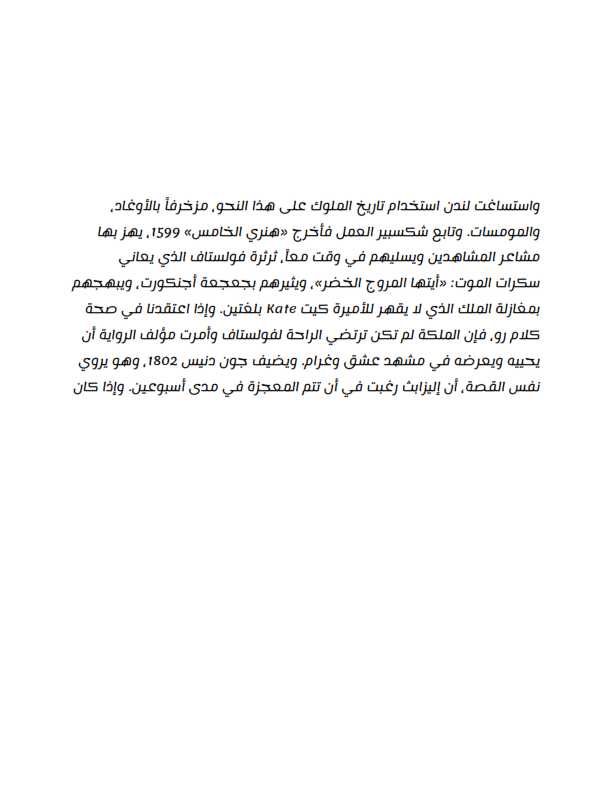 واستساغت لندن استخدام تاريخ الملوك على هذا النحو، مزخرفاً بالأوغاد،
والمومسات. وتابع شكسبير العمل فأخرج «هنري الخامس» 1599، يهز بها
مشاعر المشاهدين ويسليهم في وقت معاً، ثرثرة فولستاف الذي يعاني
سكرات الموت: «أيتها المروج الخضر»، ويثيرهم بجعجعة أجنكورت، ويبهجهم
بمغازلة الملك الذي لا يقهر للأميرة كيت Kate بلغتين. وإذا اعتقدنا في صحة
كلام رو، فإن الملكة لم تكن ترتضي الراحة لفولستاف وأمرت مؤلف الرواية أن
يحييه ويعرضه في مشهد عشق وغرام. ويضيف جون دنيس 1802، وهو يروي
نفس القصة، أن إليزابث رغبت في أن تتم المعجزة في مدى أسبوعين. وإذا كان